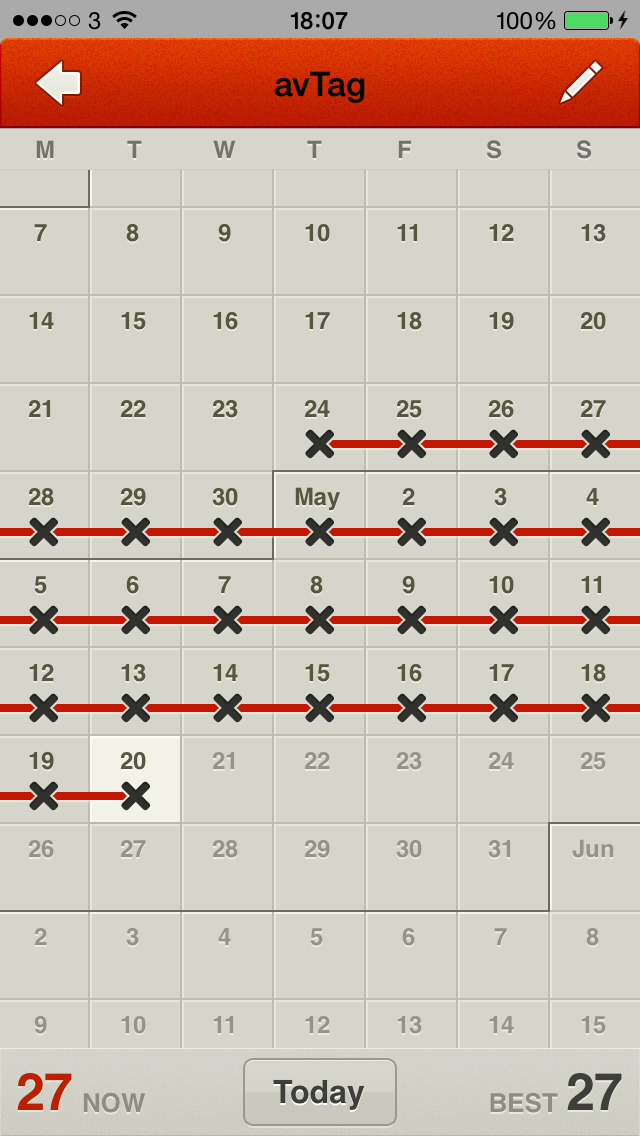 3 18:07 100%
avTag
M T W T F S S
7 8 9 10 11 12 13
14 15 16 17 18 19 20
21 22 23 24 25 26 27
28 29 30 May 2 3 4
5 6 7 8 9 10 11
12 13 14 15 16 17 18
19 20 21 22 23 24 25
26 27 28 29 30 31 Jun
2 3 4 5 6 7 8
9 10 11 12 13 14 15
27 NOW Today BEST 27